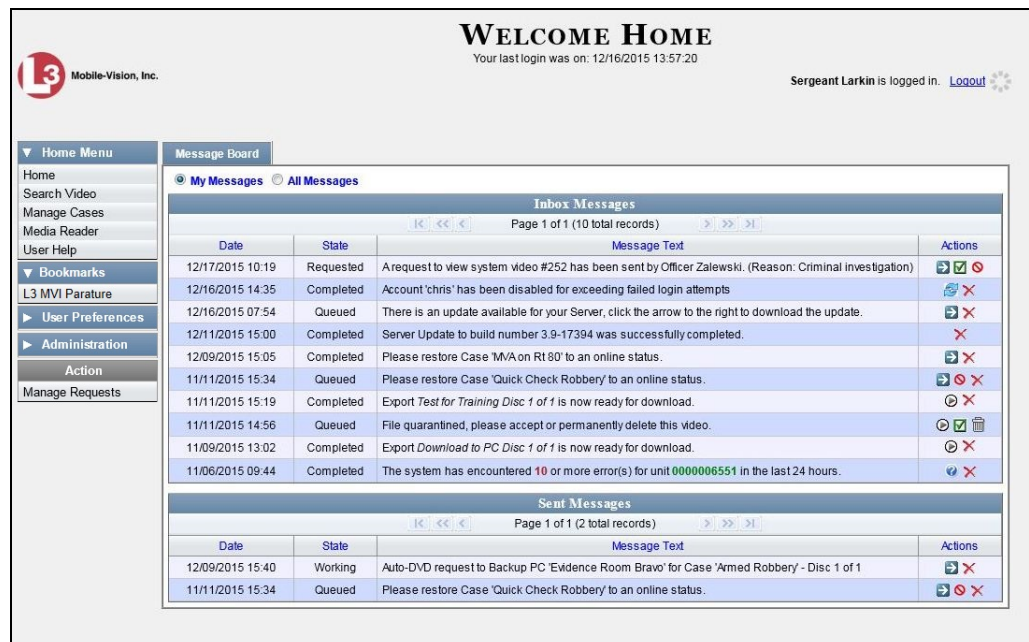 WELCOME HOME
Your last login was on: 12/16/2015 13:57:20
L3 Mobile-Vision, Inc.
Sergeant Larkin is logged in. Logout
Home Menu
Home
Search Video
Manage Cases
Media Reader
User Help
Bookmarks
L3 MVI Parature
User Preferences
Administration
Action
Manage Requests
Message Board
My Messages All Messages
Inbox Messages
Page 1 of 1 (10 total records)
Date State Message Text Actions
12/17/2015 10:19 Requested A request to view system video #252 has been sent by Officer Zalewski. (Reason: Criminal investigation)
12/16/2015 14:35 Completed Account 'chris' has been disabled for exceeding failed login attempts
12/16/2015 07:54 Queued There is an update available for your Server, click the arrow to the right to download the update.
12/11/2015 15:00 Completed Server Update to build number 3.9-17394 was successfully completed.
12/09/2015 15:05 Completed Please restore Case 'MVA on Rt 80' to an online status.
11/11/2015 15:34 Queued Please restore Case 'Quick Check Robbery' to an online status.
11/11/2015 15:19 Completed Export Test for Training Disc 1 of 1 is now ready for download.
11/11/2015 14:56 Queued File quarantined, please accept or permanently delete this video.
11/09/2015 13:02 Completed Export Download to PC Disc 1 of 1 is now ready for download.
11/06/2015 09:44 Completed The system has encountered 10 or more error(s) for unit 0000006551 in the last 24 hours.
Sent Messages
Page 1 of 1 (2 total records)
Date State Message Text Actions
12/09/2015 15:40 Working Auto-DVD request to Backup PC 'Evidence Room Bravo' for Case 'Armed Robbery' - Disc 1 of 1
11/11/2015 15:34 Queued Please restore Case 'Quick Check Robbery' to an online status.